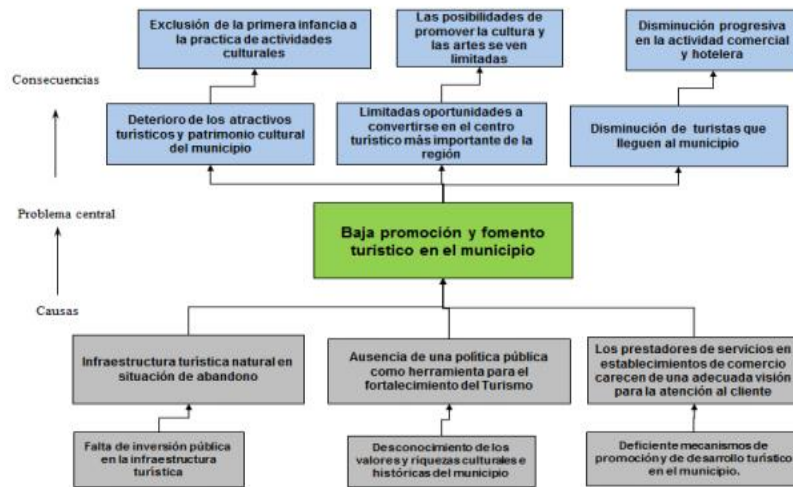 Exclusión de la primera infancia a
la practica de actividades
culturales
Las posibilidades de
promover la cultura y
las artes se ven
limitadas
Disminución progresiva
en la actividad comercial
y hotelera
Consecuencias
Deterioro de los atractivos
turísticos y patrimonio cultural
del municipio
Limitadas oportunidades a
convertirse en el centro
turístico más importante de la
región
Disminución de turistas que
lleguen al municipio
Problema central
Baja promoción y fomento
turístico en el municipio
Causas
Infraestructura turística natural en
situación de abandono
Ausencia de una política pública
como herramienta para el
fortalecimiento del Turismo
Los prestadores de servicios en
establecimientos de comercio
carecen de una adecuada visión
para la atención al cliente
Falta de inversión pública
en la infraestructura
turística
Desconocimiento de los
valores y riquezas culturales e
históricas del municipio
Deficiente mecanismos de
promoción y de desarrollo turístico
en el municipio.